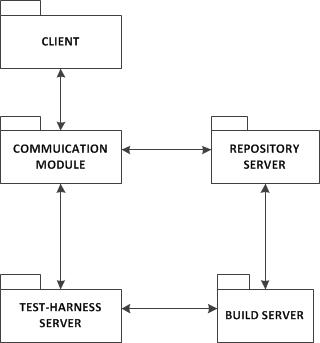 CLIENT
COMMUICATION
MODULE
REPOSITORY
SERVER
TEST-HARNESS
SERVER
BUILD SERVER